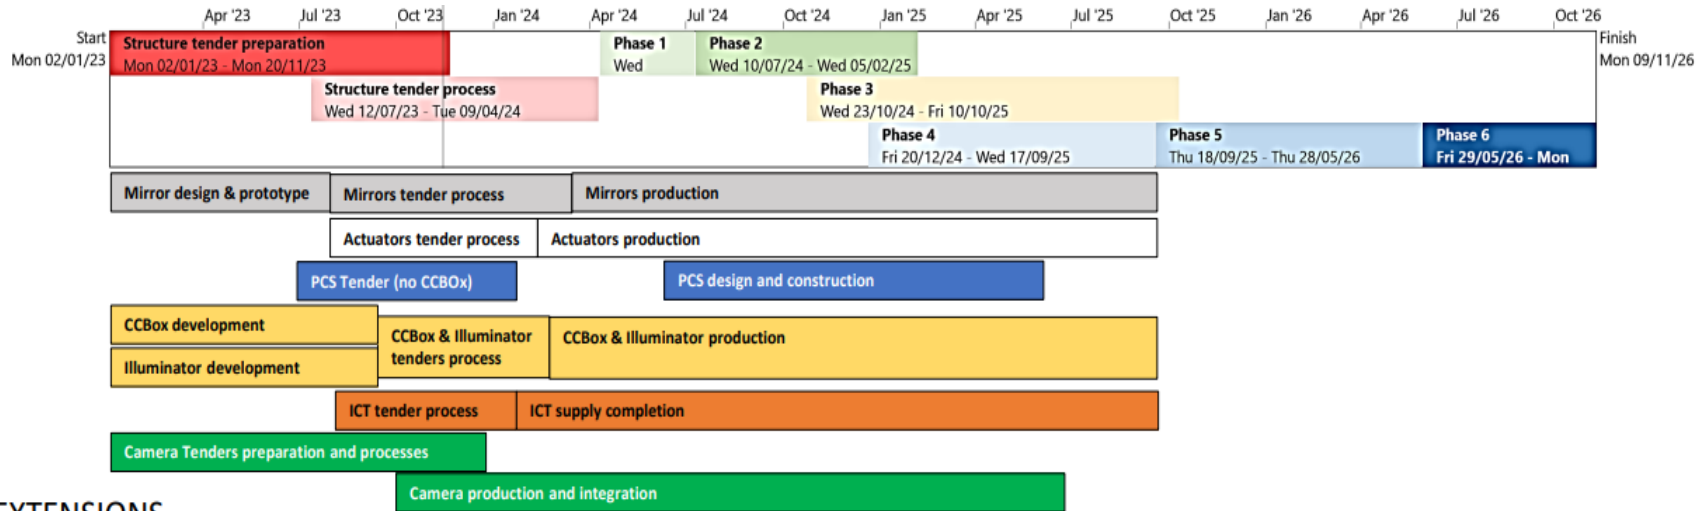 Apr '23 Jul '23 Oct '23 Jan '24 Apr '24 Jul '24 Oct '24 Jan '25 Apr '25 Jul '25 Oct '25 Jan '26 Apr '26 Jul '26 Oct '26
Start
Mon 02/01/23
Structure tender preparation
Mon 02/01/23 - Mon 20/11/23
Phase 1
Wed
Phase 2
Wed 10/07/24 - Wed 05/02/25
Finish
Mon 09/11/26
Structure tender process
Wed 12/07/23 - Tue 09/04/24
Phase 3
Wed 23/10/24 - Fri 10/10/25
Phase 4
Fri 20/12/24 - Wed 17/09/25
Phase 5
Thu 18/09/25 - Thu 28/05/26
Phase 6
Fri 29/05/26 - Mon
Mirror design & prototype
Mirrors tender process
Mirrors production
Actuators tender process
Actuators production
PCS Tender (no CCBOx)
PCS design and construction
CCBox development
Illuminator development
CCBox & Illuminator
tenders process
CCBox & Illuminator production
ICT tender process
ICT supply completion
Camera Tenders preparation and processes
Camera production and integration